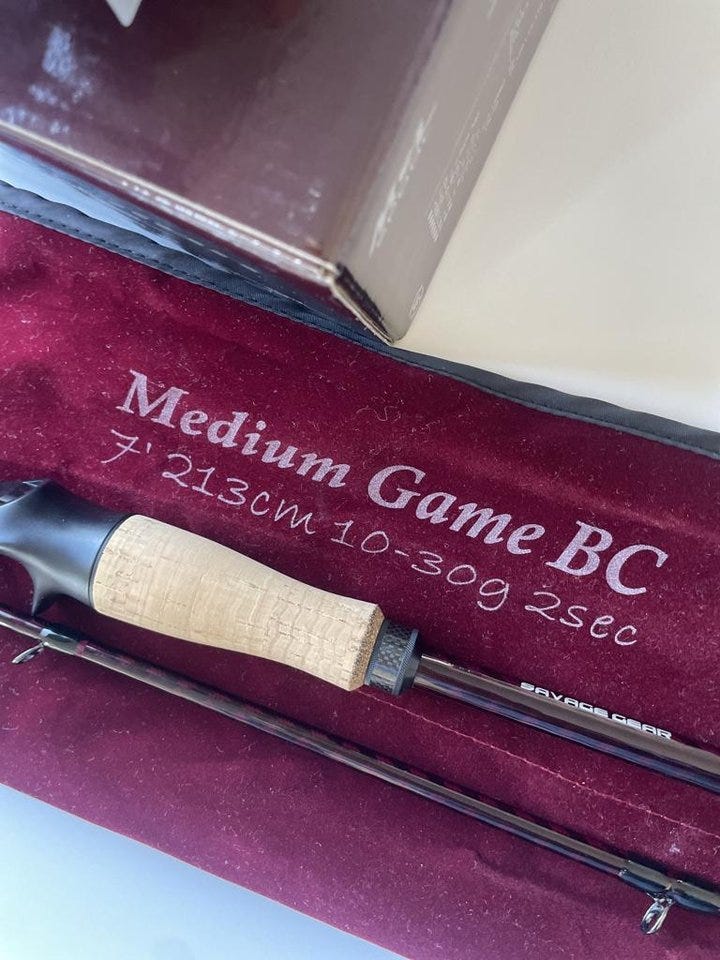 Medium Game BC
7' 213cm 10-30g 2sec
SAVAGE GEAR